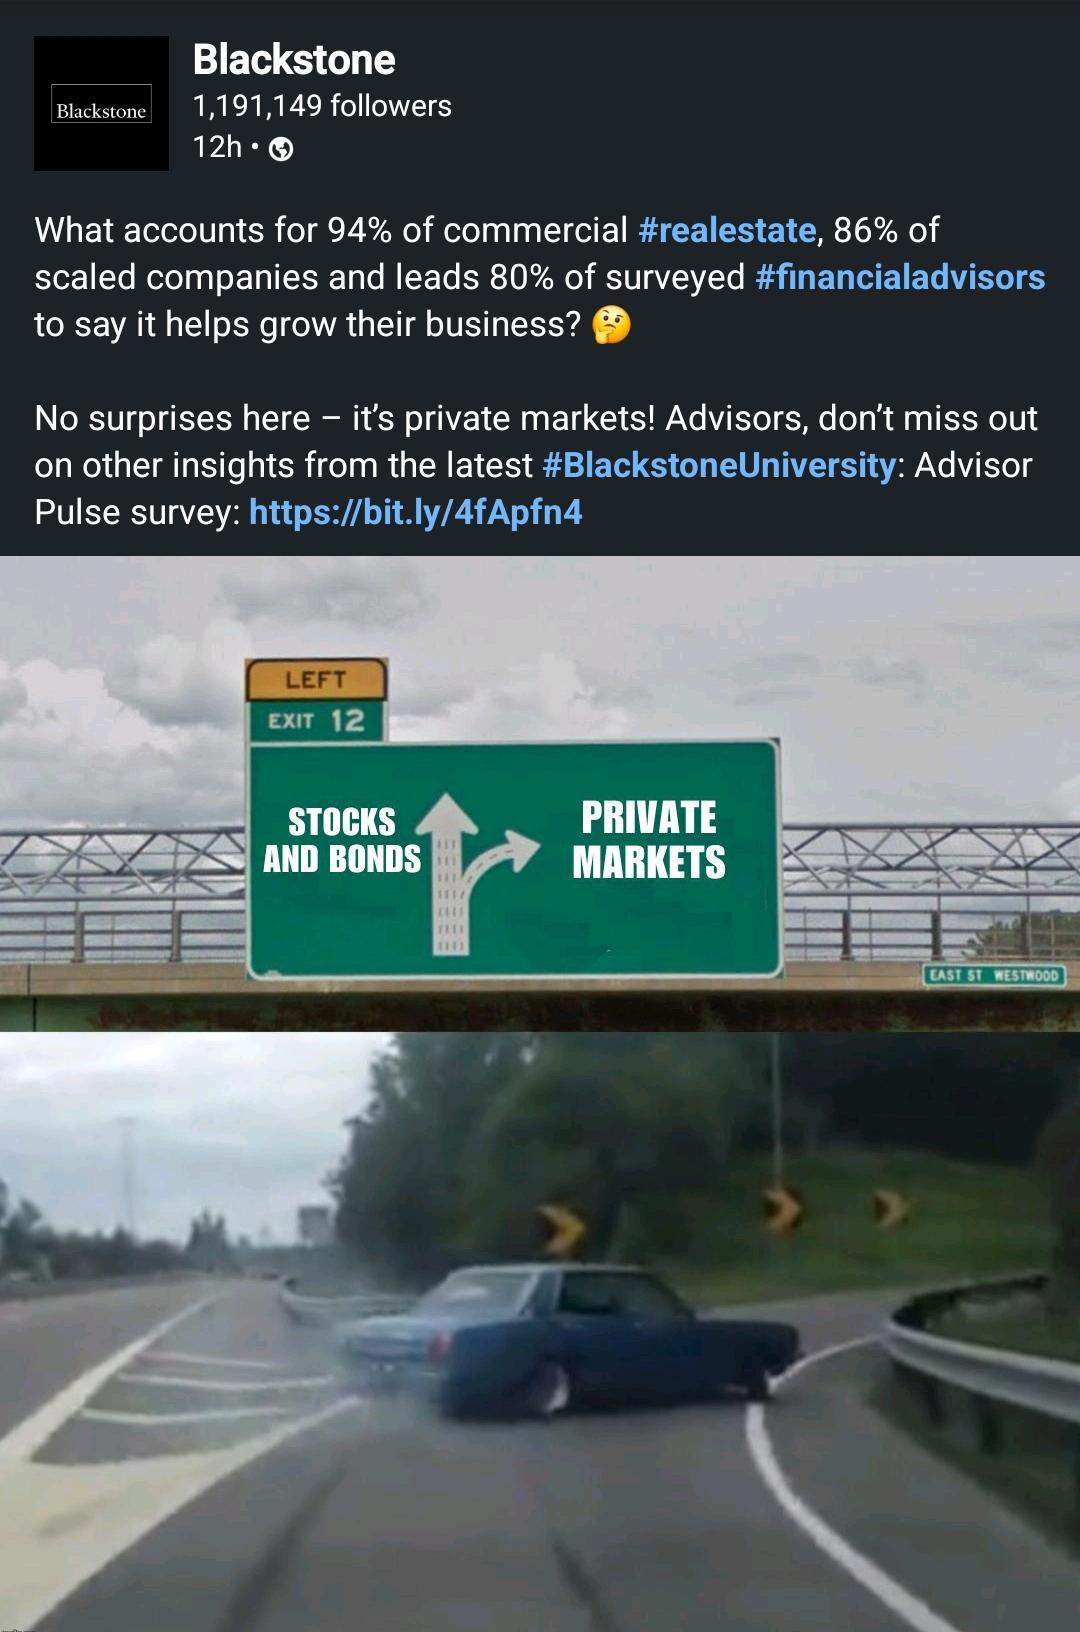 Blackstone
Blackstone
1,191,149 followers
12h •
What accounts for 94% of commercial #realestate, 86% of
scaled companies and leads 80% of surveyed #financialadvisors
to say it helps grow their business? 🤔
No surprises here – it’s private markets! Advisors, don’t miss out
on other insights from the latest #BlackstoneUniversity: Advisor
Pulse survey: https://bit.ly/4fApfn4
LEFT
EXIT 12
STOCKS
AND BONDS
PRIVATE
MARKETS
EAST ST WESTWOOD